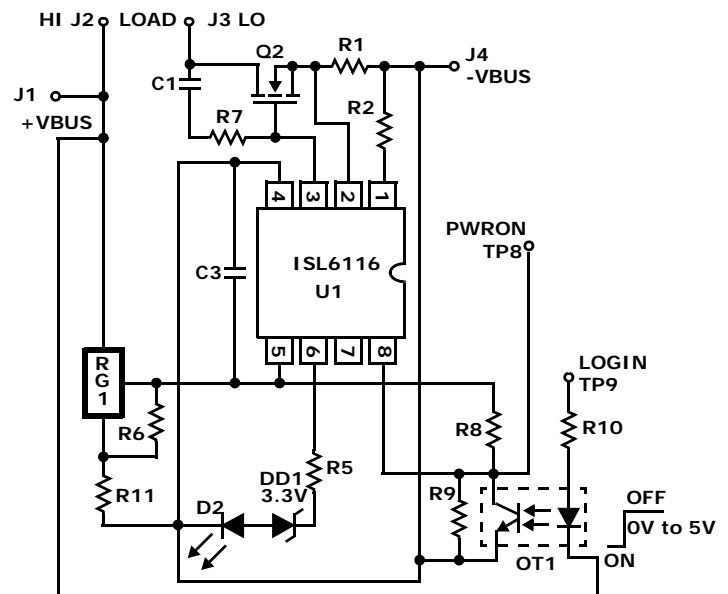 HI J2 LOAD J3 LO
Q2
R1
J4
-VBUS
J1
+VBUS
C1
R7
R2
4 3 2 1
ISL6116
U1
C3
PWRON
TP8
5 6 7 8
RG1
LOGIN
TP9
R6
R8
R10
R11
DD1
3.3V
R5
D2
R9
OFF
0V to 5V
ON
OT1